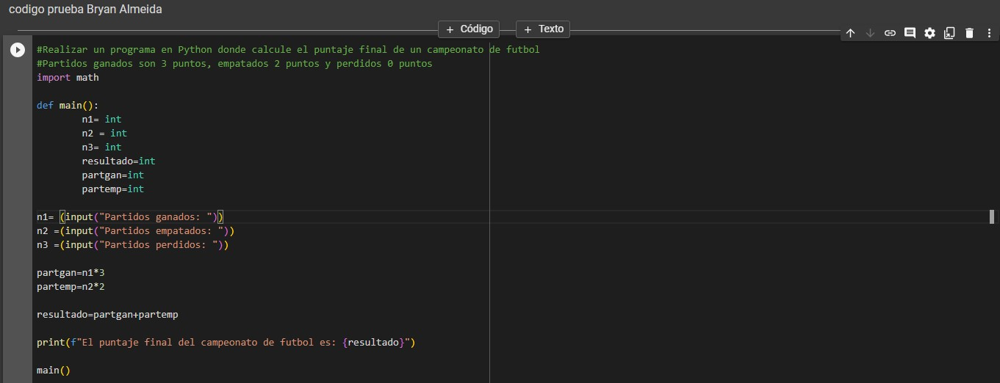 codigo prueba Bryan Almeida
+ Código + Texto
#Realizar un programa en Python donde calcule el puntaje final de un campeonato de futbol
#Partidos ganados son 3 puntos, empatados 2 puntos y perdidos 0 puntos
import math
def main():
n1= int
n2 = int
n3= int
resultado=int
partgan=int
partemp=int
n1= (input("Partidos ganados: "))
n2 =(input("Partidos empatados: "))
n3 =(input("Partidos perdidos: "))
partgan=n1*3
partemp=n2*2
resultado=partgan+partemp
print(f"El puntaje final del campeonato de futbol es: {resultado}")
main()